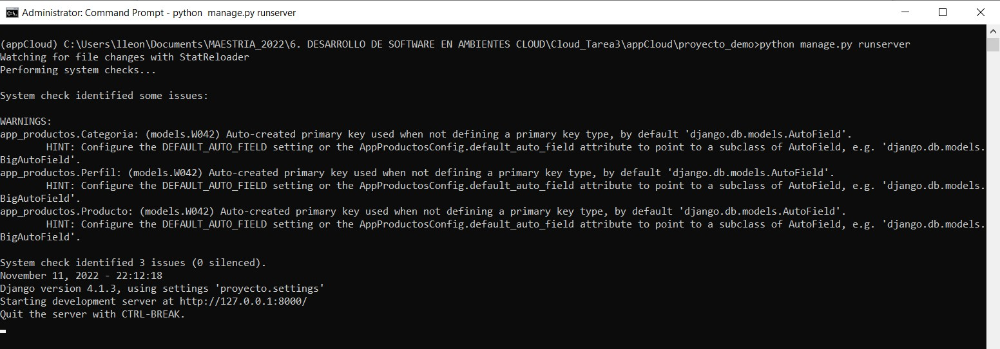 Administrator: Command Prompt - python  manage.py runserver
(appCloud) C:\Users\lleon\Documents\MAESTRIA_2022\6. DESARROLLO DE SOFTWARE EN AMBIENTES CLOUD\Cloud_Tarea3\appCloud\proyecto_demo>python manage.py runserver
Watching for file changes with StatReloader
Performing system checks...
System check identified some issues:
WARNINGS:
app_productos.Categoria: (models.W042) Auto-created primary key used when not defining a primary key type, by default 'django.db.models.AutoField'.
        HINT: Configure the DEFAULT_AUTO_FIELD setting or the AppProductosConfig.default_auto_field attribute to point to a subclass of AutoField, e.g. 'django.db.models.
BigAutoField'.
app_productos.Perfil: (models.W042) Auto-created primary key used when not defining a primary key type, by default 'django.db.models.AutoField'.
        HINT: Configure the DEFAULT_AUTO_FIELD setting or the AppProductosConfig.default_auto_field attribute to point to a subclass of AutoField, e.g. 'django.db.models.
BigAutoField'.
app_productos.Producto: (models.W042) Auto-created primary key used when not defining a primary key type, by default 'django.db.models.AutoField'.
        HINT: Configure the DEFAULT_AUTO_FIELD setting or the AppProductosConfig.default_auto_field attribute to point to a subclass of AutoField, e.g. 'django.db.models.
BigAutoField'.
System check identified 3 issues (0 silenced).
November 11, 2022 - 22:12:18
Django version 4.1.3, using settings 'proyecto.settings'
Starting development server at http://127.0.0.1:8000/
Quit the server with CTRL-BREAK.